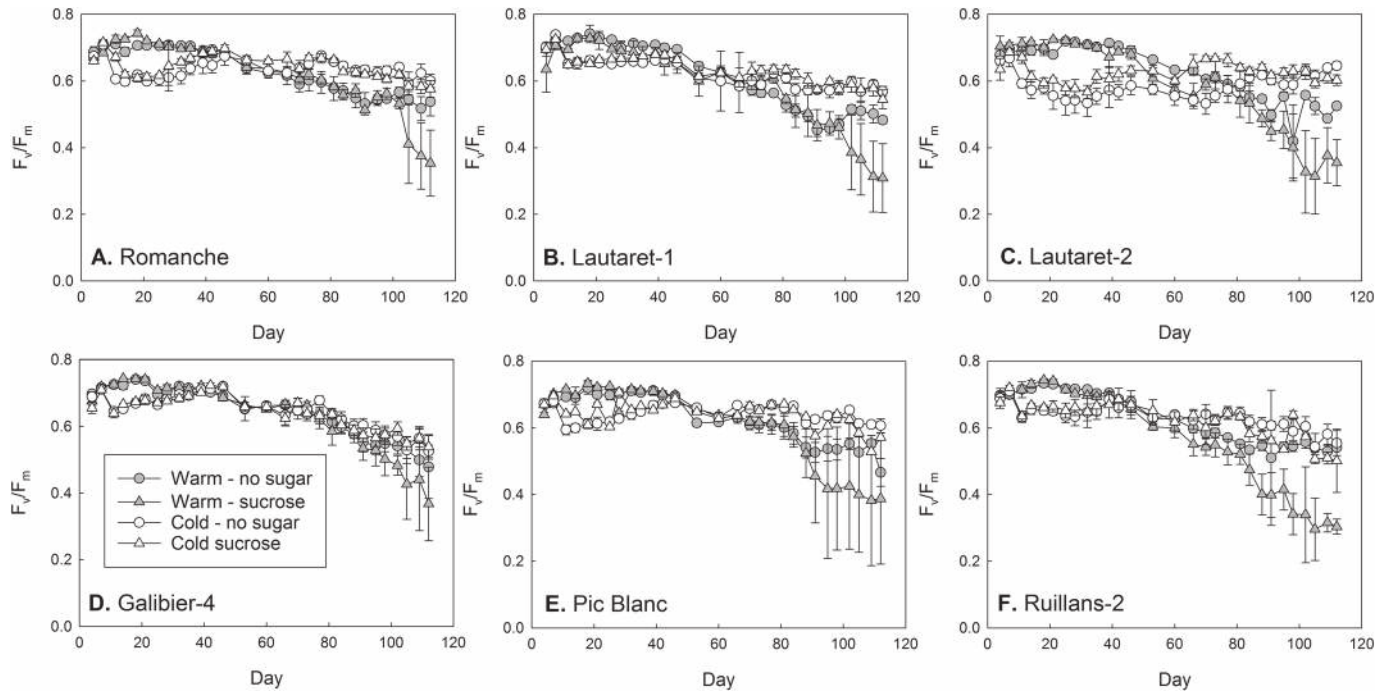 0.8
0.6
0.4
0.2
0.0
Fv/Fm
A. Romanche
0 20 40 60 80 100 120
Day
0.8
0.6
0.4
0.2
0.0
Fv/Fm
B. Lautaret-1
0 20 40 60 80 100 120
Day
0.8
0.6
0.4
0.2
0.0
Fv/Fm
C. Lautaret-2
0 20 40 60 80 100 120
Day
0.8
0.6
0.4
0.2
0.0
Fv/Fm
Warm - no sugar
Warm - sucrose
Cold - no sugar
Cold sucrose
D. Galibier-4
0 20 40 60 80 100 120
Day
0.8
0.6
0.4
0.2
0.0
Fv/Fm
E. Pic Blanc
0 20 40 60 80 100 120
Day
0.8
0.6
0.4
0.2
0.0
Fv/Fm
F. Ruillans-2
0 20 40 60 80 100 120
Day